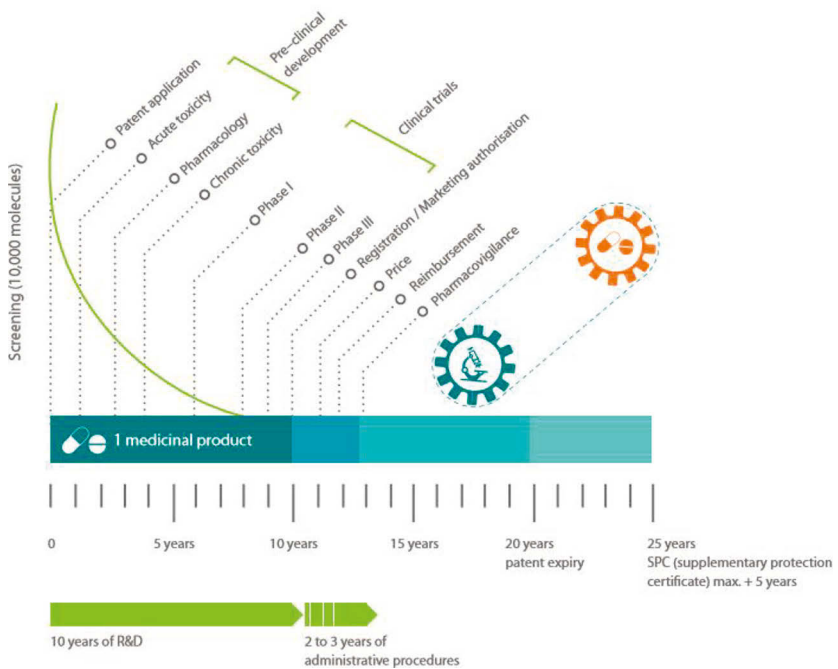 Pre-clinical
development
Clinical trials
Patent application
Acute toxicity
Pharmacology
Chronic toxicity
Phase I
Phase II
Phase III
Registration / Marketing authorisation
Price
Reimbursement
Pharmacovigilance
Screening (10,000 molecules)
1 medicinal product
0
5 years
10 years
15 years
20 years
patent expiry
25 years
SPC (supplementary protection
certificate) max. + 5 years
10 years of R&D
2 to 3 years of
administrative procedures